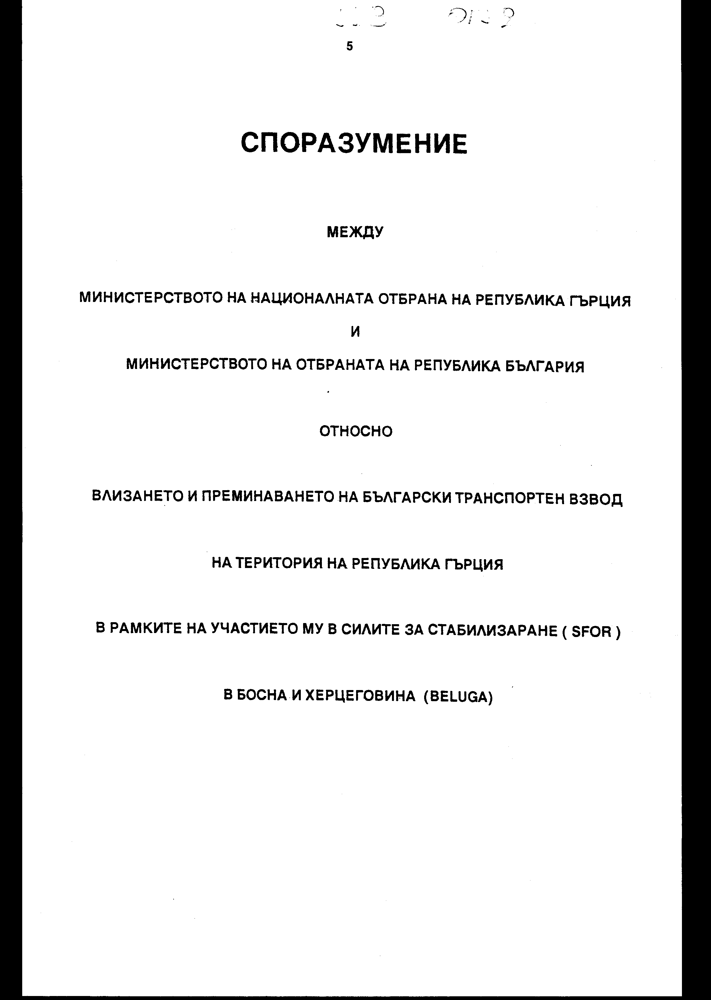 5
СПОРАЗУМЕНИЕ
МЕЖДУ
МИНИСТЕРСТВОТО НА НАЦИОНАЛНАТА ОТБРАНА НА РЕПУБЛИКА ГЪРЦИЯ
И
МИНИСТЕРСТВОТО НА ОТБРАНАТА НА РЕПУБЛИКА БЪЛГАРИЯ
ОТНОСНО
ВЛИЗАНЕТО И ПРЕМИНАВАНЕТО НА БЪЛГАРСКИ ТРАНСПОРТЕН ВЗВОД
НА ТЕРИТОРИЯ НА РЕПУБЛИКА ГЪРЦИЯ
В РАМКИТЕ НА УЧАСТИЕТО МУ В СИЛИТЕ ЗА СТАБИЛИЗАРАНЕ ( SFOR )
В БОСНА И ХЕРЦЕГОВИНА (BELUGA)